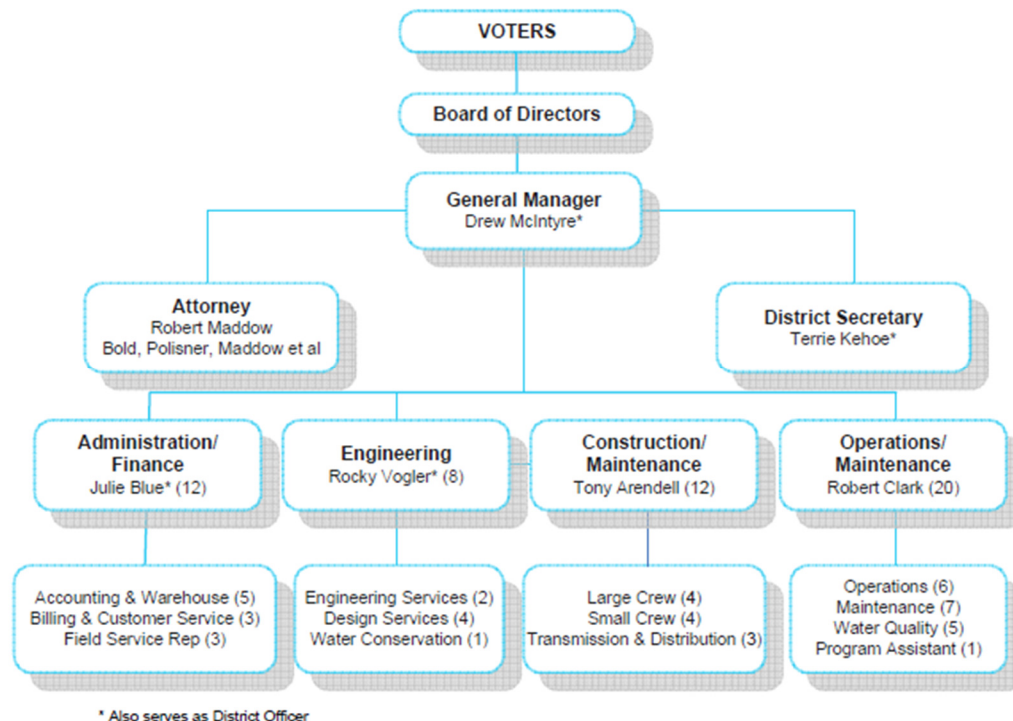 VOTERS
Board of Directors
General Manager
Drew McIntyre*
Attorney
Robert Maddow
Bold, Polisner, Maddow et al
District Secretary
Terrie Kehoe*
Administration/
Finance
Julie Blue* (12)
Engineering
Rocky Vogler* (8)
Construction/
Maintenance
Tony Arendell (12)
Operations/
Maintenance
Robert Clark (20)
Accounting & Warehouse (5)
Billing & Customer Service (3)
Field Service Rep (3)
Engineering Services (2)
Design Services (4)
Water Conservation (1)
Large Crew (4)
Small Crew (4)
Transmission & Distribution (3)
Operations (6)
Maintenance (7)
Water Quality (5)
Program Assistant (1)
* Also serves as District Officer